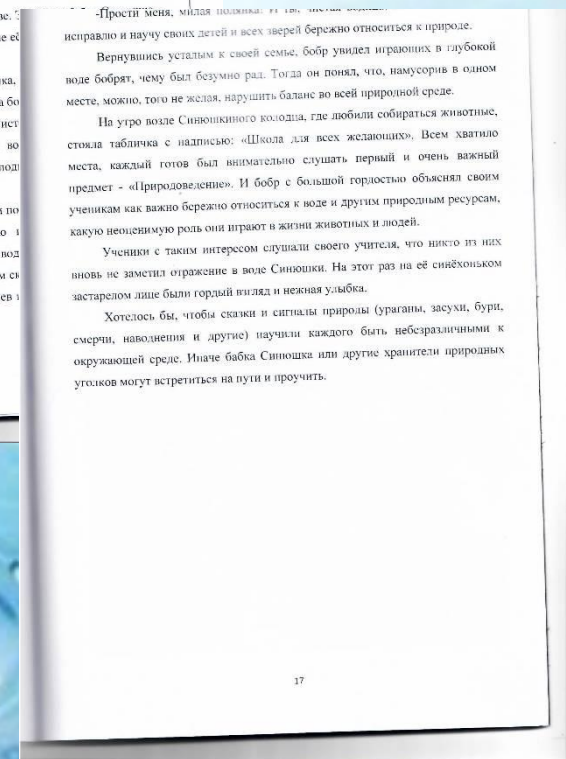 -Прости меня, милая полянка! И ты, чистая
исправлю и научу своих детей и всех зверей бережно относиться к природе.
Вернувшись усталым к своей семье, бобр увидел играющих в глубокой
воде бобрят, чему был безумно рад. Тогда он понял, что, намусорив в одном
месте, можно, того не желая, нарушить баланс во всей природной среде.
На утро возле Синюшкиного колодца, где любили собираться животные,
стояла табличка с надписью: «Школа для всех желающих». Всем хватило
места, каждый готов был внимательно слушать первый и очень важный
предмет - «Природоведение». И бобр с большой гордостью объяснял своим
ученикам как важно бережно относиться к воде и другим природным ресурсам,
какую неоценимую роль они играют в жизни животных и людей.
Ученики с таким интересом слушали своего учителя, что никто из них
вновь не заметил отражение в воде Синюшки. На этот раз на её синёхоньком
застарелом лице были гордый взгляд и нежная улыбка.
Хотелось бы, чтобы сказки и сигналы природы (ураганы, засухи, бури,
смерчи, наводнения и другие) научили каждого быть небезразличными к
окружающей среде. Иначе бабка Синюшка или другие хранители природных
уголков могут встретиться на пути и проучить.
17